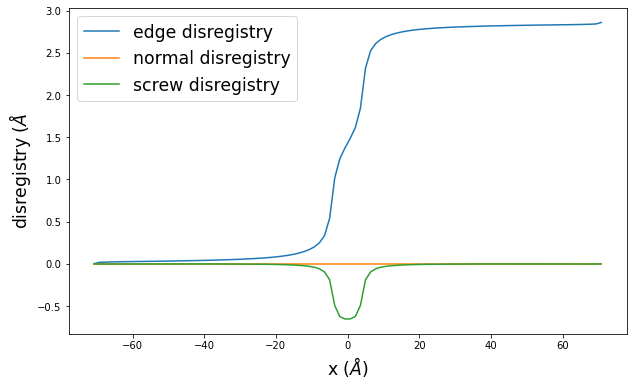 3.0
2.5
2.0
1.5
1.0
0.5
0.0
−0.5
disregistry (Å
edge disregistry
normal disregistry
screw disregistry
−60 −40 −20 0 20 40 60
x (Å)